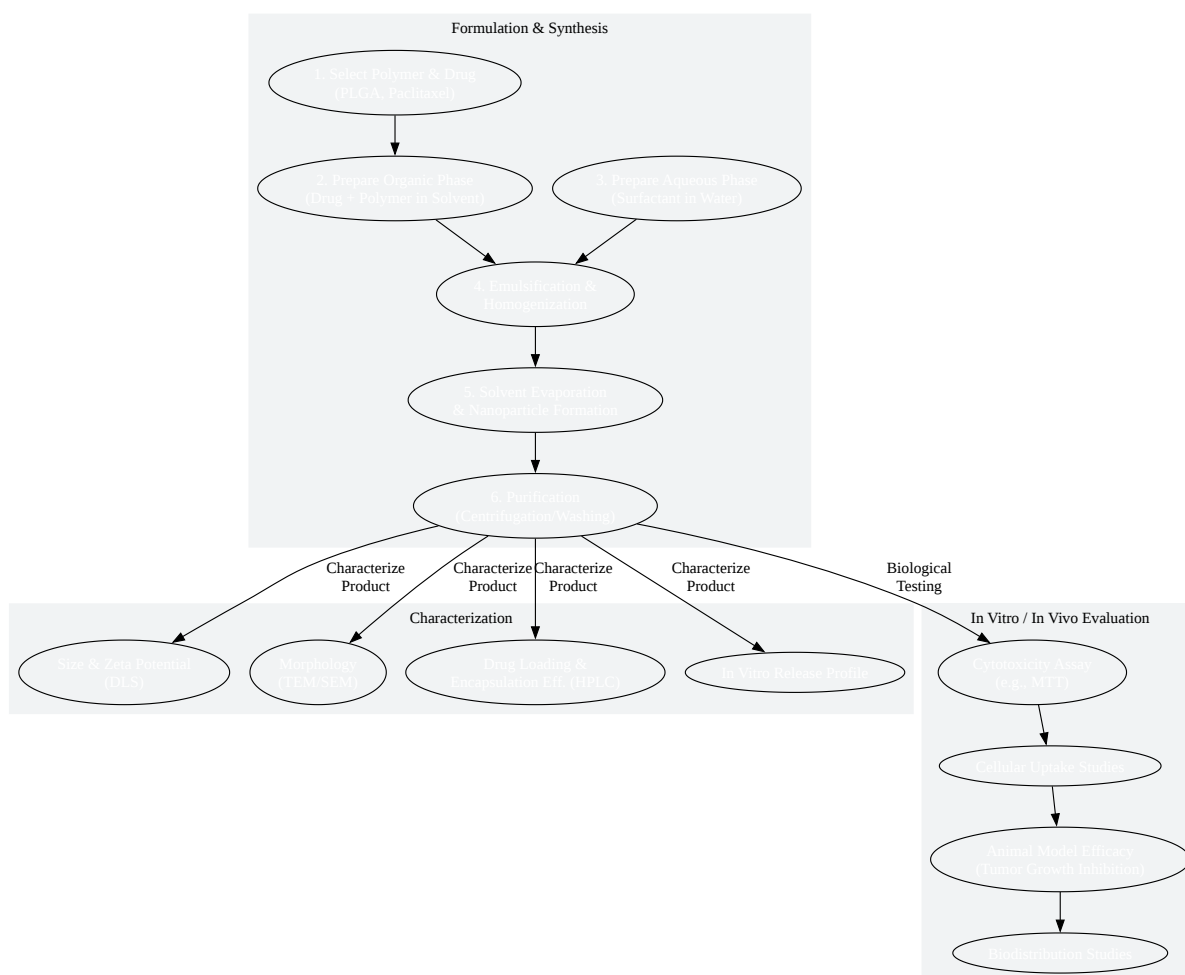 Formulation & Synthesis
1. Select Polymer & Drug
(PLGA, Paclitaxel)
2. Prepare Organic Phase
(Drug + Polymer in Solvent)
3. Prepare Aqueous Phase
(Surfactant in Water)
4. Emulsification &
Homogenization
5. Solvent Evaporation
& Nanoparticle Formation
6. Purification
(Centrifugation/Washing)
Characterize
Product
Characterize
Product
Characterize
Product
Characterize
Product
Biological
Testing
Characterization
Size & Zeta Potential
(DLS)
Morphology
(TEM/SEM)
Drug Loading &
Encapsulation Eff. (HPLC)
In Vitro Release Profile
In Vitro / In Vivo Evaluation
Cytotoxicity Assay
(e.g., MTT)
Cellular Uptake Studies
Animal Model Efficacy
(Tumor Growth Inhibition)
Biodistribution Studies